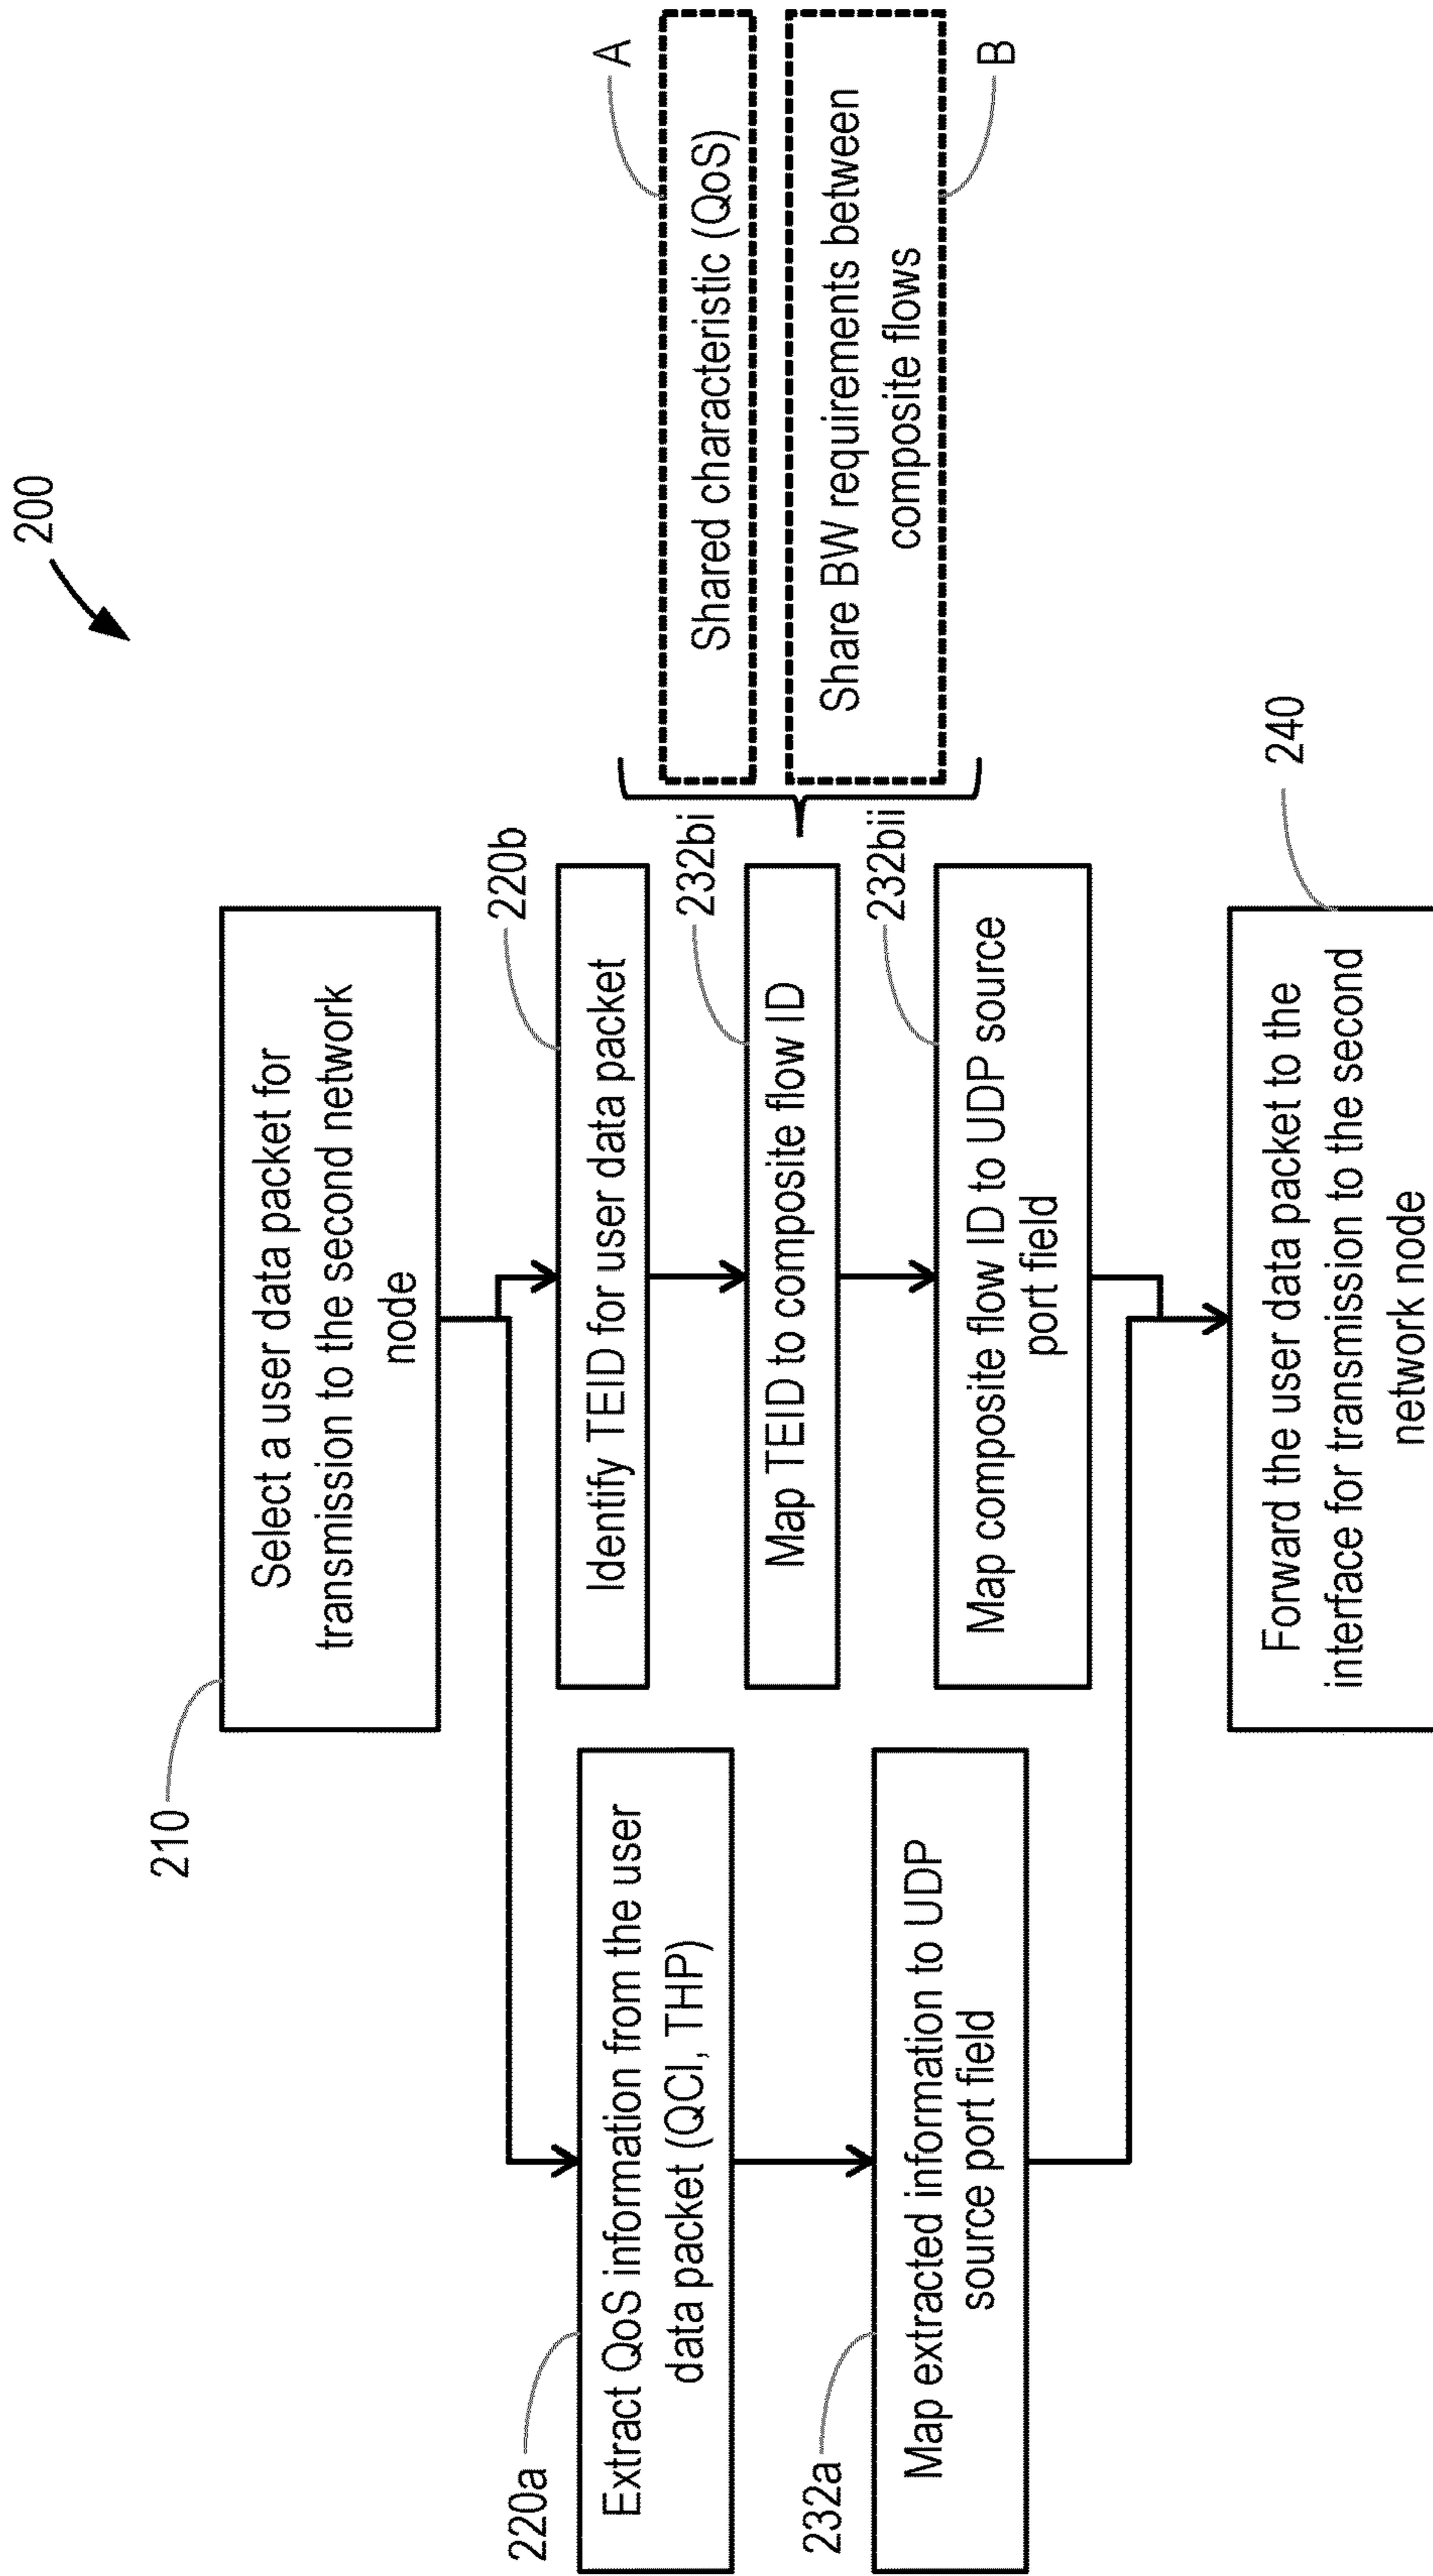 200
210
Select a user data packet for
transmission to the second network
node
220a
Extract QoS information from the user
data packet (QCI, THP)
232a
Map extracted information to UDP
source port field
220b
Identify TEID for user data packet
232bi
Map TEID to composite flow ID
232bii
Map composite flow ID to UDP source
port field
A
Shared characteristic (QoS)
Share BW requirements between
composite flows
B
240
Forward the user data packet to the
interface for transmission to the second
network node